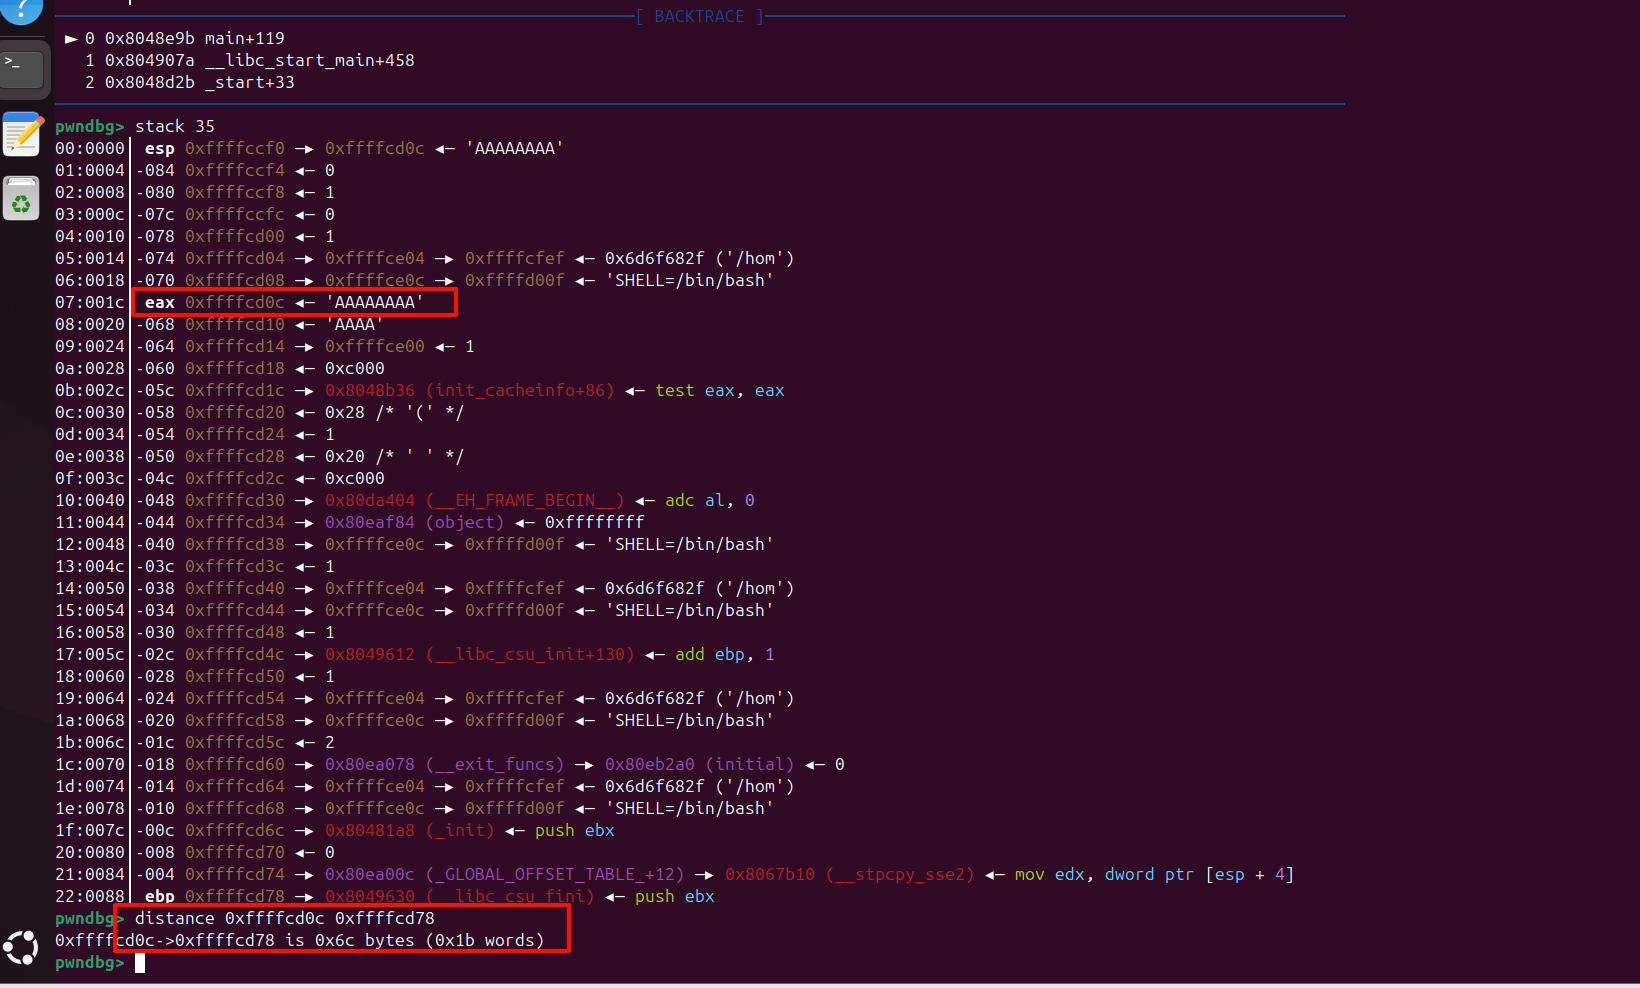 [ BACKTRACE ]
► 0 0x8048e9b main+119
1 0x804907a __libc_start_main+458
2 0x8048d2b _start+33
pwndbg> stack 35
00:0000│ esp 0xffffccf0 —▸ 0xffffcd0c ◂— 'AAAAAAAA'
01:0004│-084 0xffffccf4 ◂— 0
02:0008│-080 0xffffccf8 ◂— 1
03:000c│-07c 0xffffccfc ◂— 0
04:0010│-078 0xffffcd00 ◂— 1
05:0014│-074 0xffffcd04 —▸ 0xffffce04 —▸ 0xffffcfef ◂— 0x6d6f682f ('/hom')
06:0018│-070 0xffffcd08 —▸ 0xffffce0c —▸ 0xffffd00f ◂— 'SHELL=/bin/bash'
07:001c│ eax 0xffffcd0c ◂— 'AAAAAAAA'
08:0020│-068 0xffffcd10 ◂— 'AAAA'
09:0024│-064 0xffffcd14 —▸ 0xffffce00 ◂— 1
0a:0028│-060 0xffffcd18 ◂— 0xc000
0b:002c│-05c 0xffffcd1c —▸ 0x8048b36 (init_cacheinfo+86) ◂— test eax, eax
0c:0030│-058 0xffffcd20 ◂— 0x28 /* '(' */
0d:0034│-054 0xffffcd24 ◂— 1
0e:0038│-050 0xffffcd28 ◂— 0x20 /* ' ' */
0f:003c│-04c 0xffffcd2c ◂— 0xc000
10:0040│-048 0xffffcd30 —▸ 0x80da404 (__EH_FRAME_BEGIN__) ◂— adc al, 0
11:0044│-044 0xffffcd34 —▸ 0x80eaf84 (object) ◂— 0xffffffff
12:0048│-040 0xffffcd38 —▸ 0xffffce0c —▸ 0xffffd00f ◂— 'SHELL=/bin/bash'
13:004c│-03c 0xffffcd3c ◂— 1
14:0050│-038 0xffffcd40 —▸ 0xffffce04 —▸ 0xffffcfef ◂— 0x6d6f682f ('/hom')
15:0054│-034 0xffffcd44 —▸ 0xffffce0c —▸ 0xffffd00f ◂— 'SHELL=/bin/bash'
16:0058│-030 0xffffcd48 ◂— 1
17:005c│-02c 0xffffcd4c —▸ 0x8049612 (__libc_csu_init+130) ◂— add ebp, 1
18:0060│-028 0xffffcd50 ◂— 1
19:0064│-024 0xffffcd54 —▸ 0xffffce04 —▸ 0xffffcfef ◂— 0x6d6f682f ('/hom')
1a:0068│-020 0xffffcd58 —▸ 0xffffce0c —▸ 0xffffd00f ◂— 'SHELL=/bin/bash'
1b:006c│-01c 0xffffcd5c ◂— 2
1c:0070│-018 0xffffcd60 —▸ 0x80ea078 (__exit_funcs) —▸ 0x80eb2a0 (initial) ◂— 0
1d:0074│-014 0xffffcd64 —▸ 0xffffce04 —▸ 0xffffcfef ◂— 0x6d6f682f ('/hom')
1e:0078│-010 0xffffcd68 —▸ 0xffffce0c —▸ 0xffffd00f ◂— 'SHELL=/bin/bash'
1f:007c│-00c 0xffffcd6c —▸ 0x80481a8 (_init) ◂— push ebx
20:0080│-008 0xffffcd70 ◂— 0
21:0084│-004 0xffffcd74 —▸ 0x80ea00c (_GLOBAL_OFFSET_TABLE_+12) —▸ 0x8067b10 (__stpcpy_sse2) ◂— mov edx, dword ptr [esp + 4]
22:0088│ ebp 0xffffcd78 —▸ 0x8049630 (__libc_csu_fini) ◂— push ebx
pwndbg> distance 0xffffcd0c 0xffffcd78
0xffffcd0c->0xffffcd78 is 0x6c bytes (0x1b words)
pwndbg>